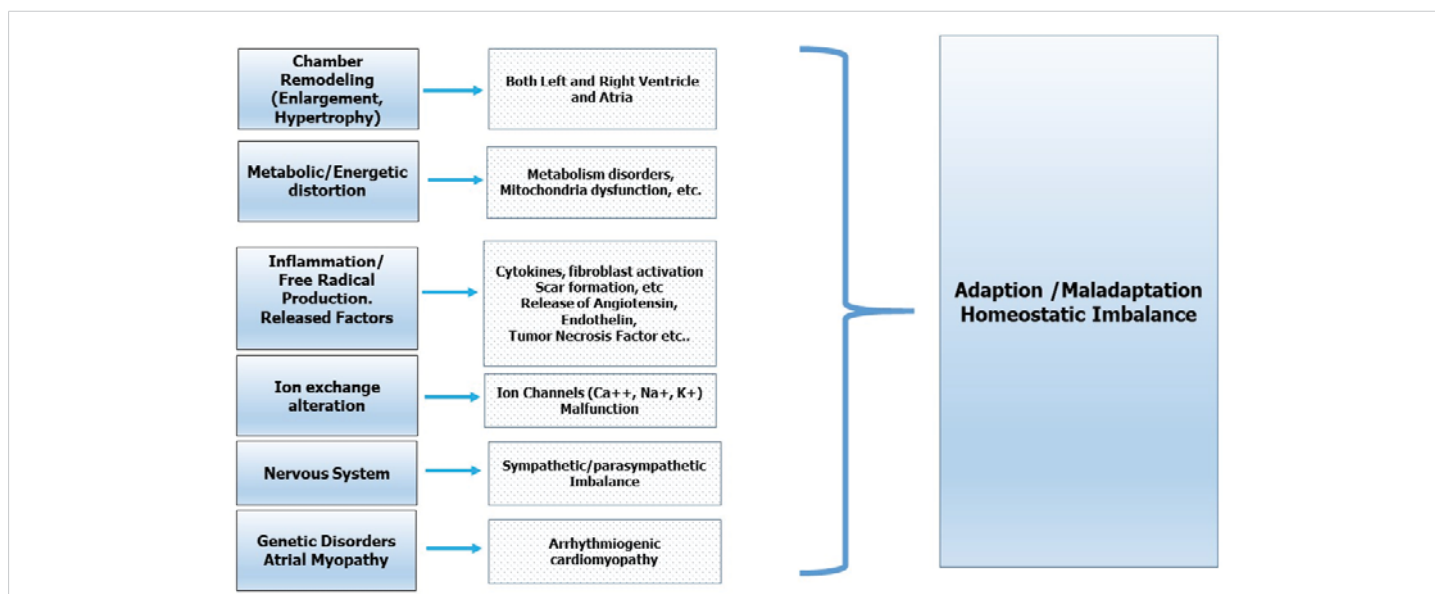 Chamber
Remodeling
(Enlargement,
Hypertrophy)
Both Left and Right Ventricle
and Atria
Metabolic/Energetic
distortion
Metabolism disorders,
Mitochondria dysfunction, etc.
Inflammation/
Free Radical
Production.
Released Factors
Cytokines, fibroblast activation
Scar formation, etc
Release of Angiotensin,
Endothelin,
Tumor Necrosis Factor etc..
Ion exchange
alteration
Ion Channels (Ca++, Na+, K+)
Malfunction
Nervous System
Sympathetic/parasympathetic
Imbalance
Genetic Disorders
Atrial Myopathy
Arrhythmiogenic
cardiomyopathy
Adaption /Maladaptation
Homeostatic Imbalance